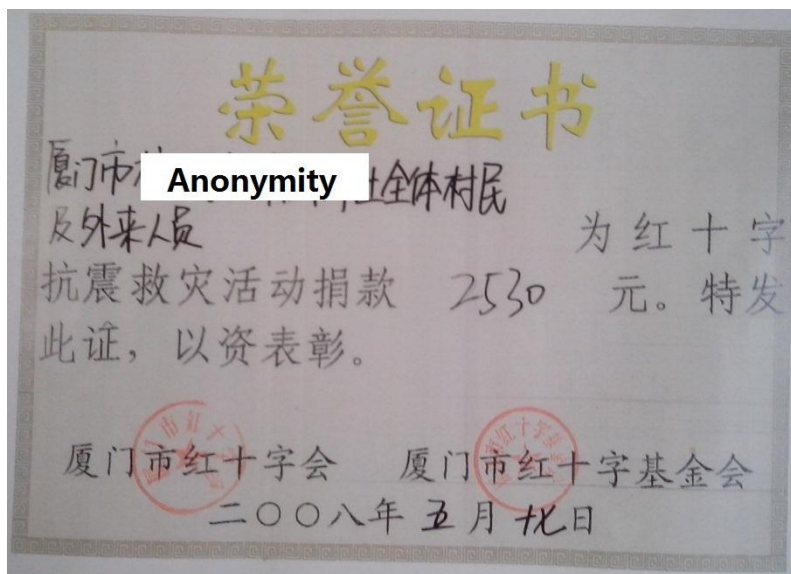 荣誉证书
厦门市 Anonymity 社全体村民
及外来人员
为红十字
抗震救灾活动捐款 2530 元。特发
此证，以资表彰。
厦门市红十字会 厦门市红十字基金会
二〇〇八年五月 日